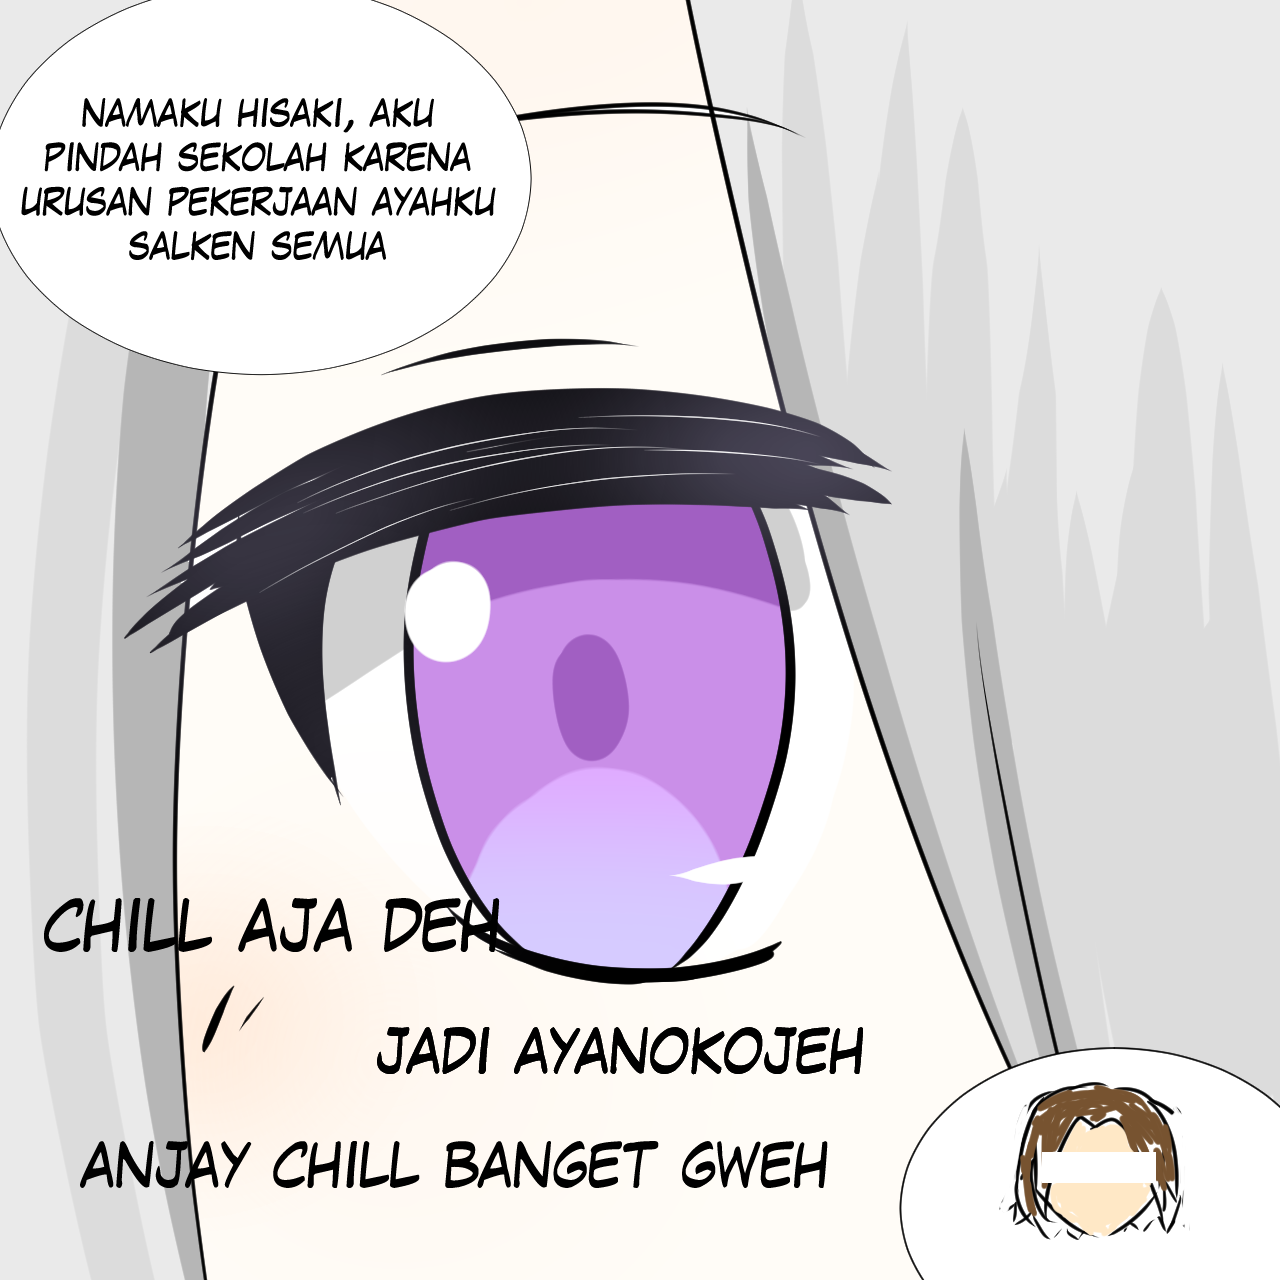 NAMAKU HISAKI, AKU
PINDAH SEKOLAH KARENA
URUSAN PEKERJAAN AYAHKU
SALKEN SEMUA
CHILL AJA DEH
JADI AYANOKOJEH
ANJAY CHILL BANGET GWEH